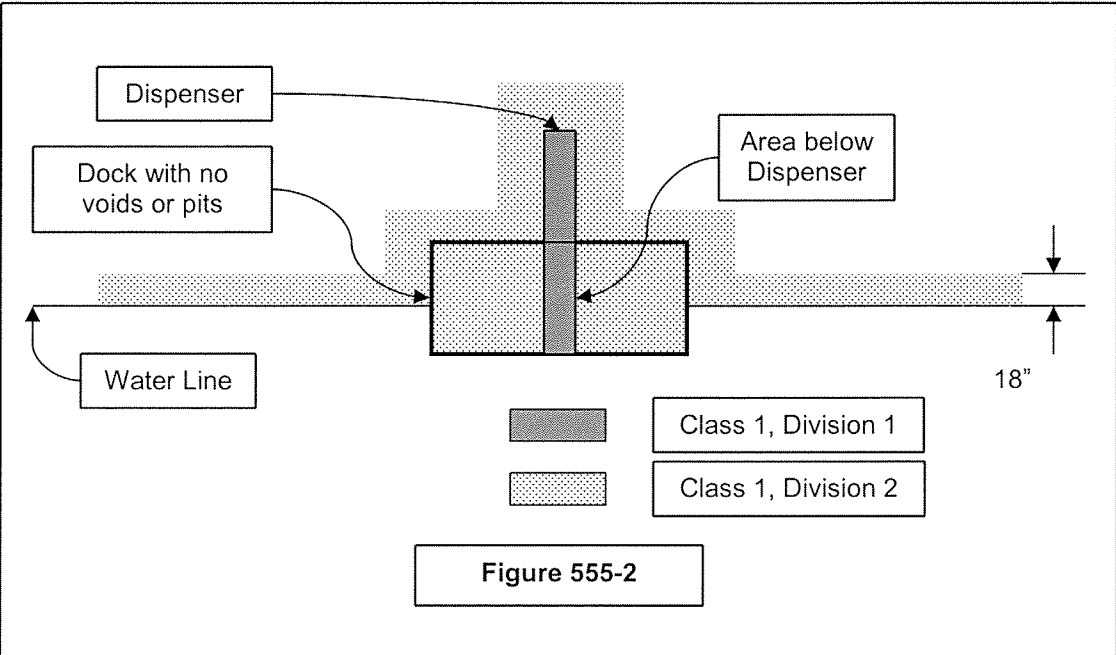 Dispenser
Dock with no
voids or pits
Area below
Dispenser
Water Line
18”
Class 1, Division 1
Class 1, Division 2
Figure 555-2